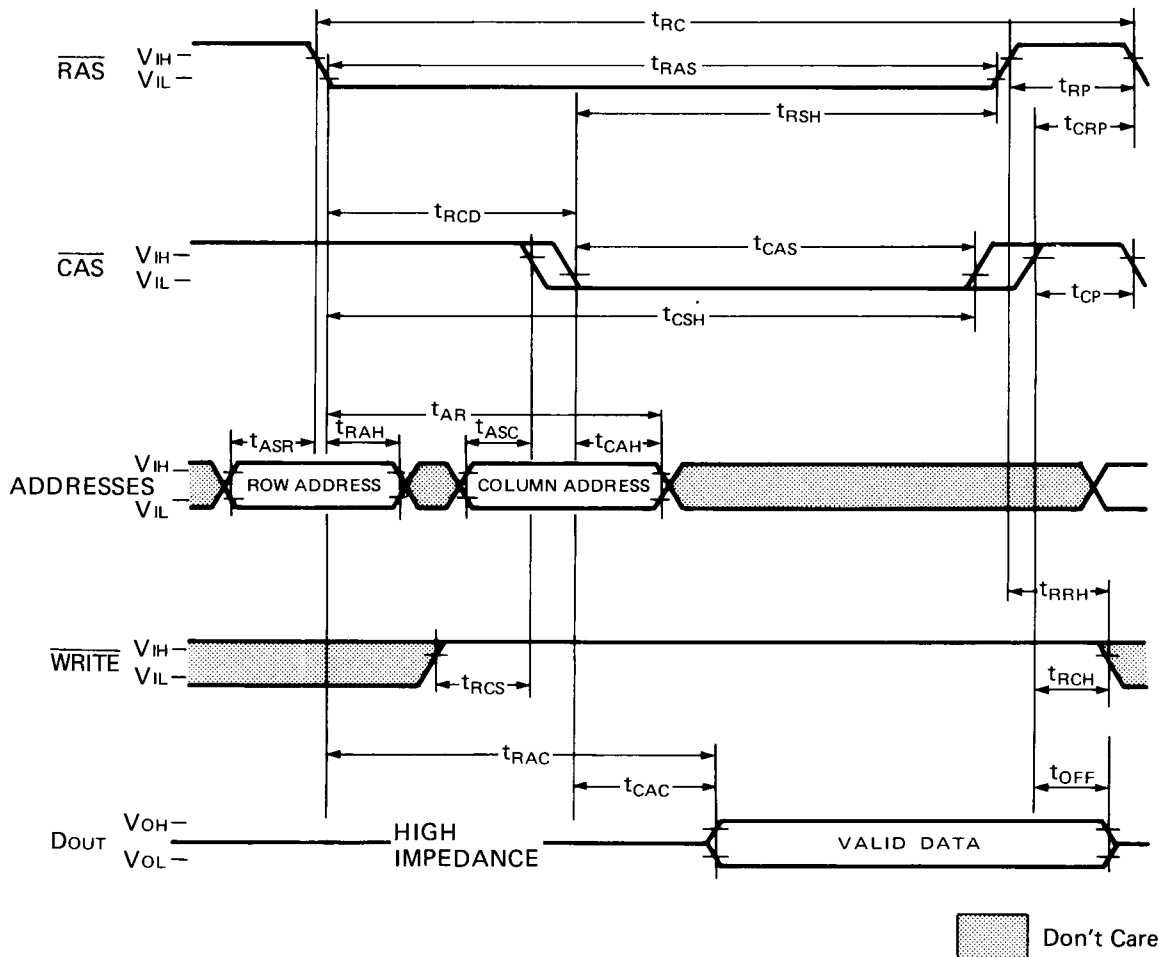 tRC
RAS VIH VIL
tRAS
tRP
tRSH
tCRP
tRCD
CAS VIH VIL
tCAS
tCP
tCSH
tAR
tASR tRAH tASC tCAH
ADDRESSES VIH VIL
ROW ADDRESS COLUMN ADDRESS
tRRH
WRITE VIH VIL
tRCS
tRCH
tRAC
tCAC
tOFF
DOUT VOH VOL
HIGH
IMPEDANCE
VALID DATA
Don't Care